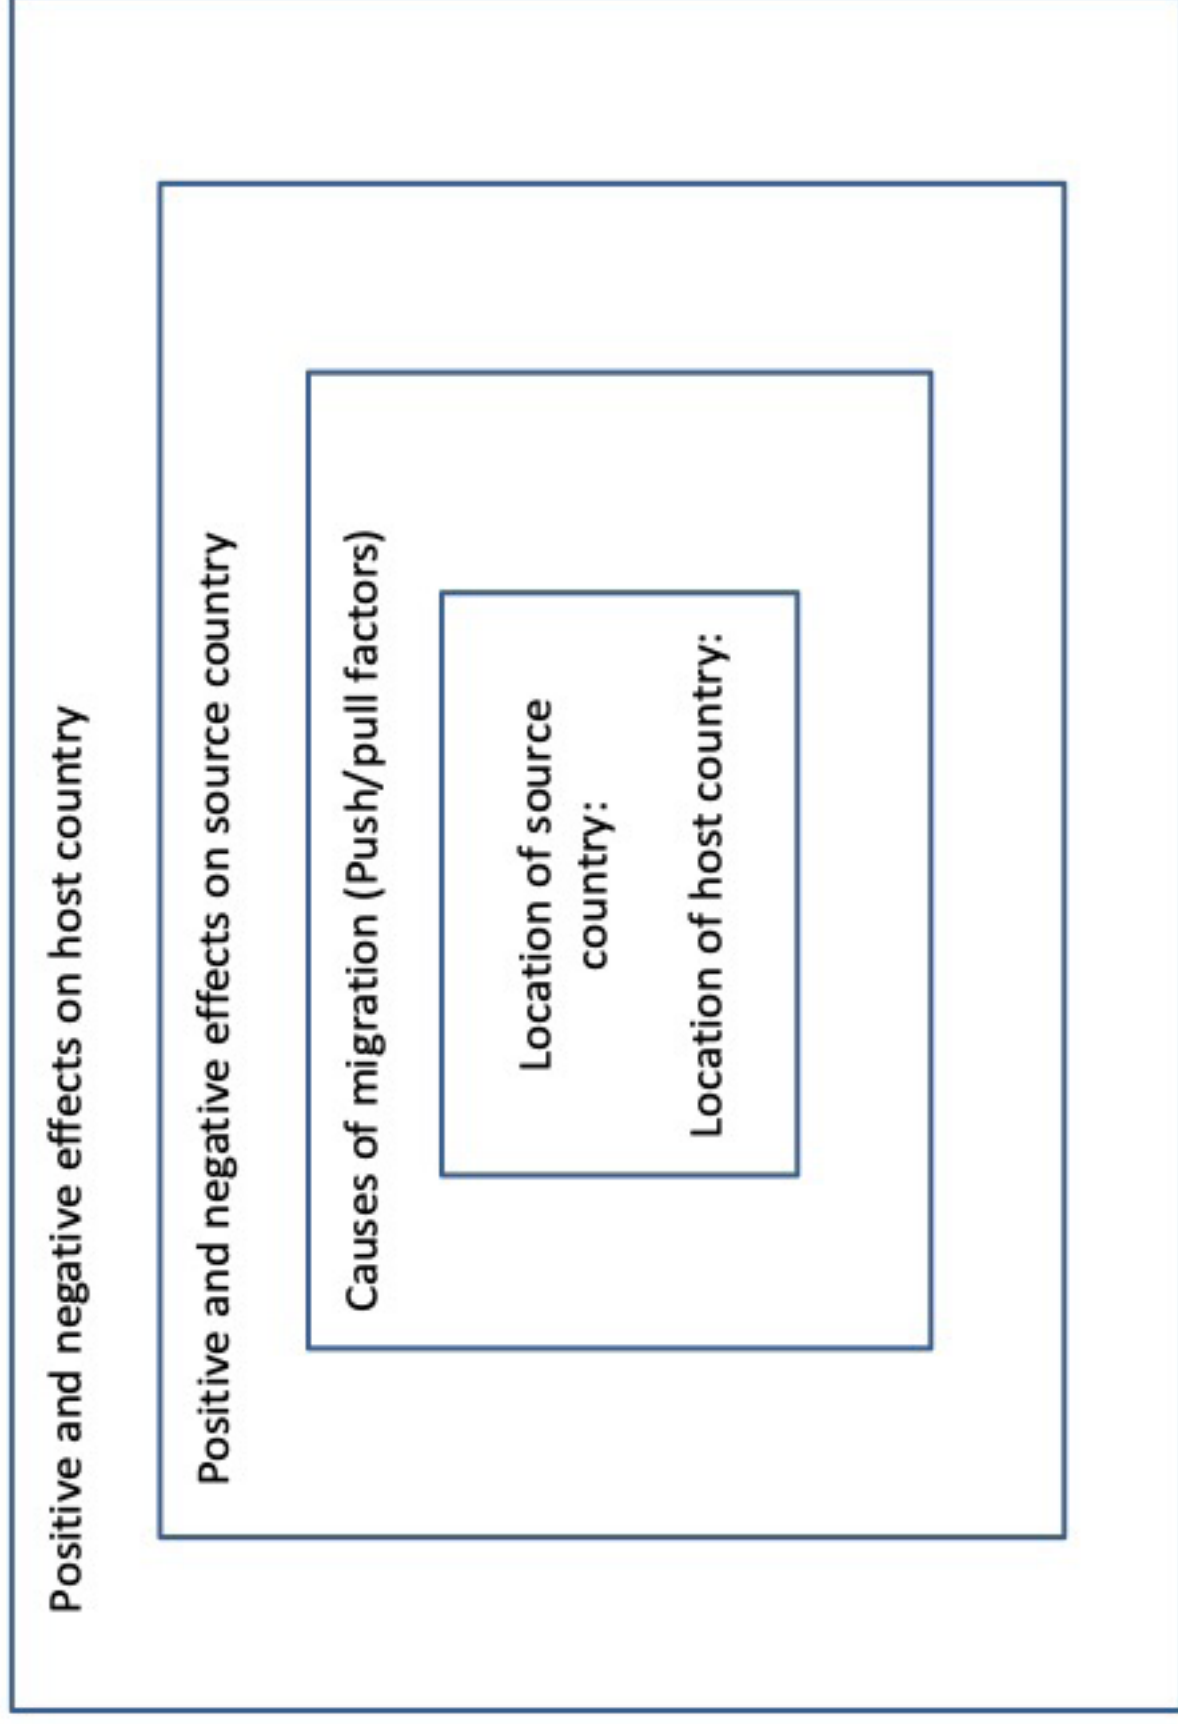 Positive and negative effects on host country
Positive and negative effects on source country
Causes of migration (Push/pull factors)
Location of source
country:
Location of host country: